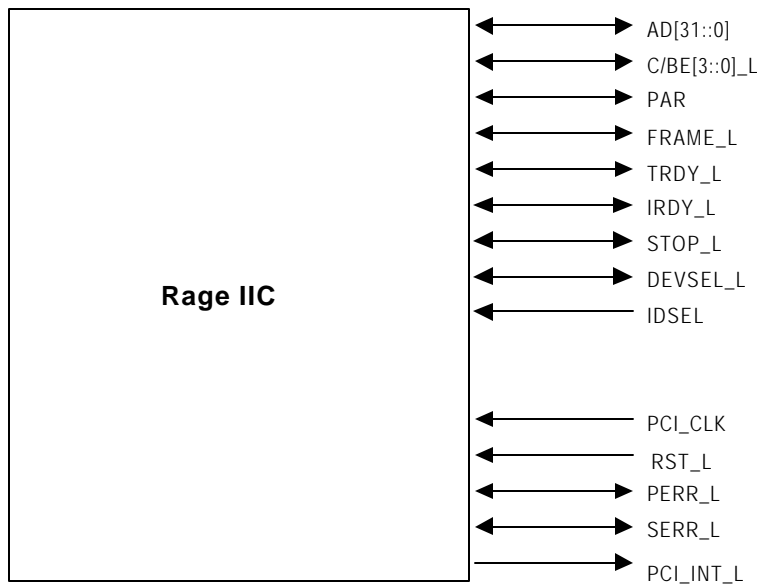 AD[31::0]
C/BE[3::0]_L
PAR
FRAME_L
TRDY_L
IRDY_L
STOP_L
DEVSEL_L
Rage IIC
IDSEL
PCI_CLK
RST_L
PERR_L
SERR_L
PCI_INT_L